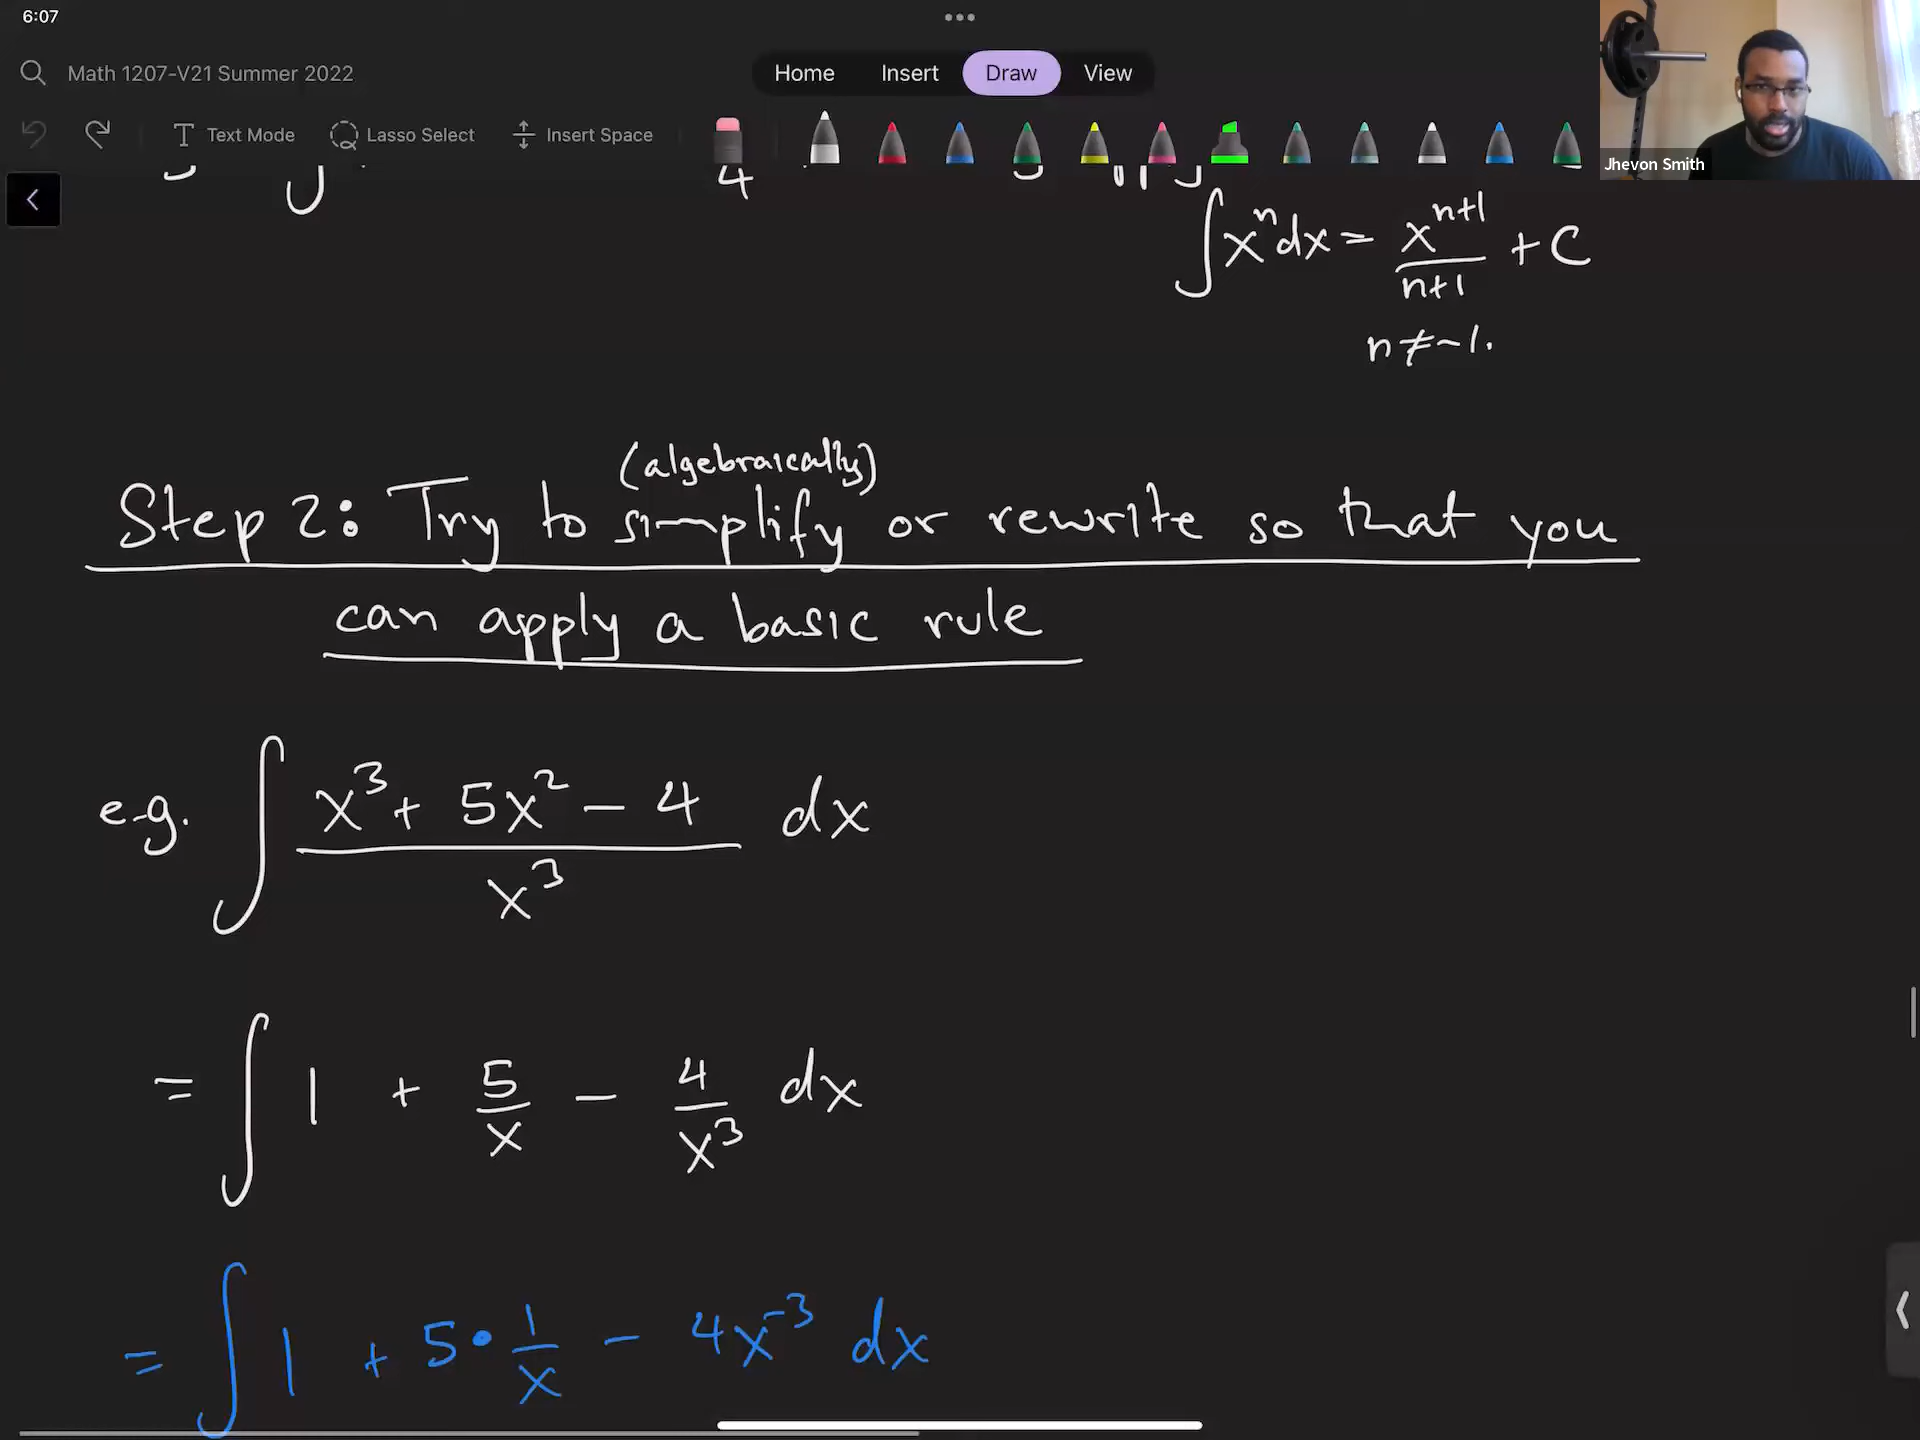 6:07
Math 1207-V21 Summer 2022
Home Insert Draw View
Text Mode Lasso Select Insert Space
Jhevon Smith
4
∫xⁿdx = xⁿ⁺¹/n+1 + C
n≠-1.
(algebraically)
Step 2: Try to simplify or rewrite so that you
can apply a basic rule
e.g. ∫ x³ + 5x² - 4 / x³ dx
= ∫ 1 + 5/x - 4/x³ dx
= ∫ 1 + 5•1/x - 4x⁻³ dx